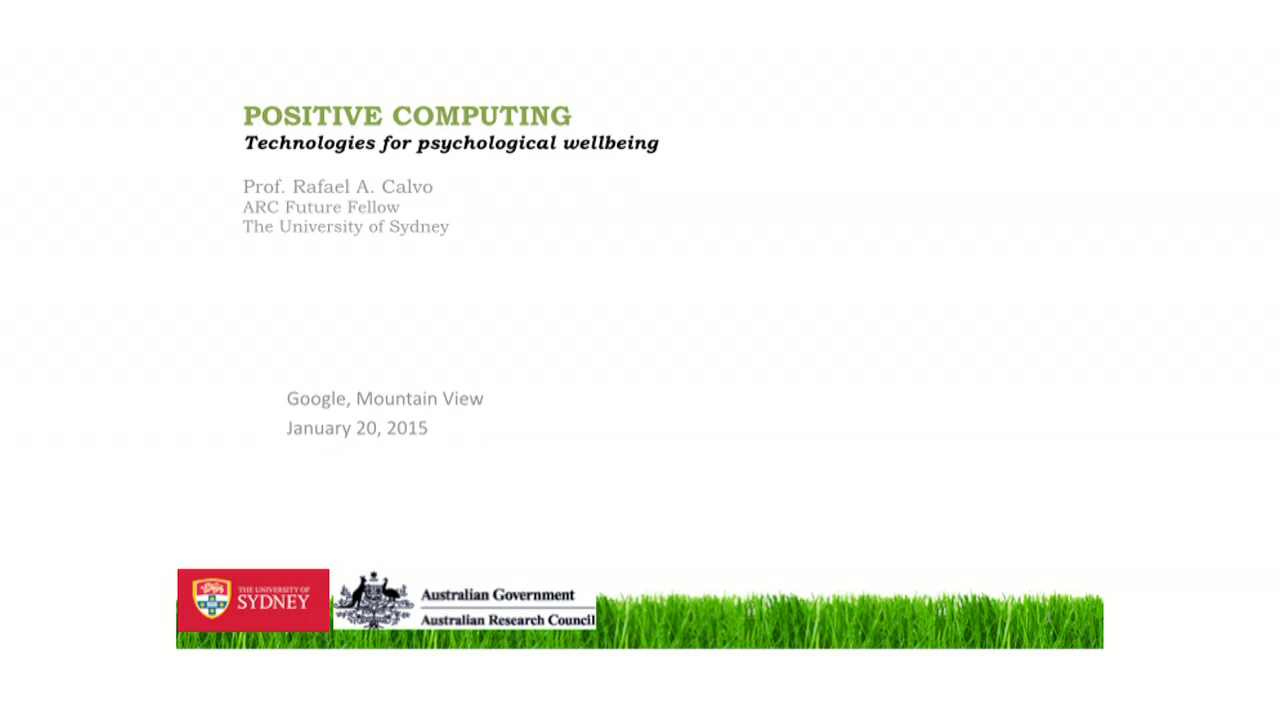 POSITIVE COMPUTING
Technologies for psychological wellbeing
Prof. Rafael A. Calvo
ARC Future Fellow
The University of Sydney
Google, Mountain View
January 20, 2015
THE UNIVERSITY OF
SYDNEY
Australian Government
Australian Research Council